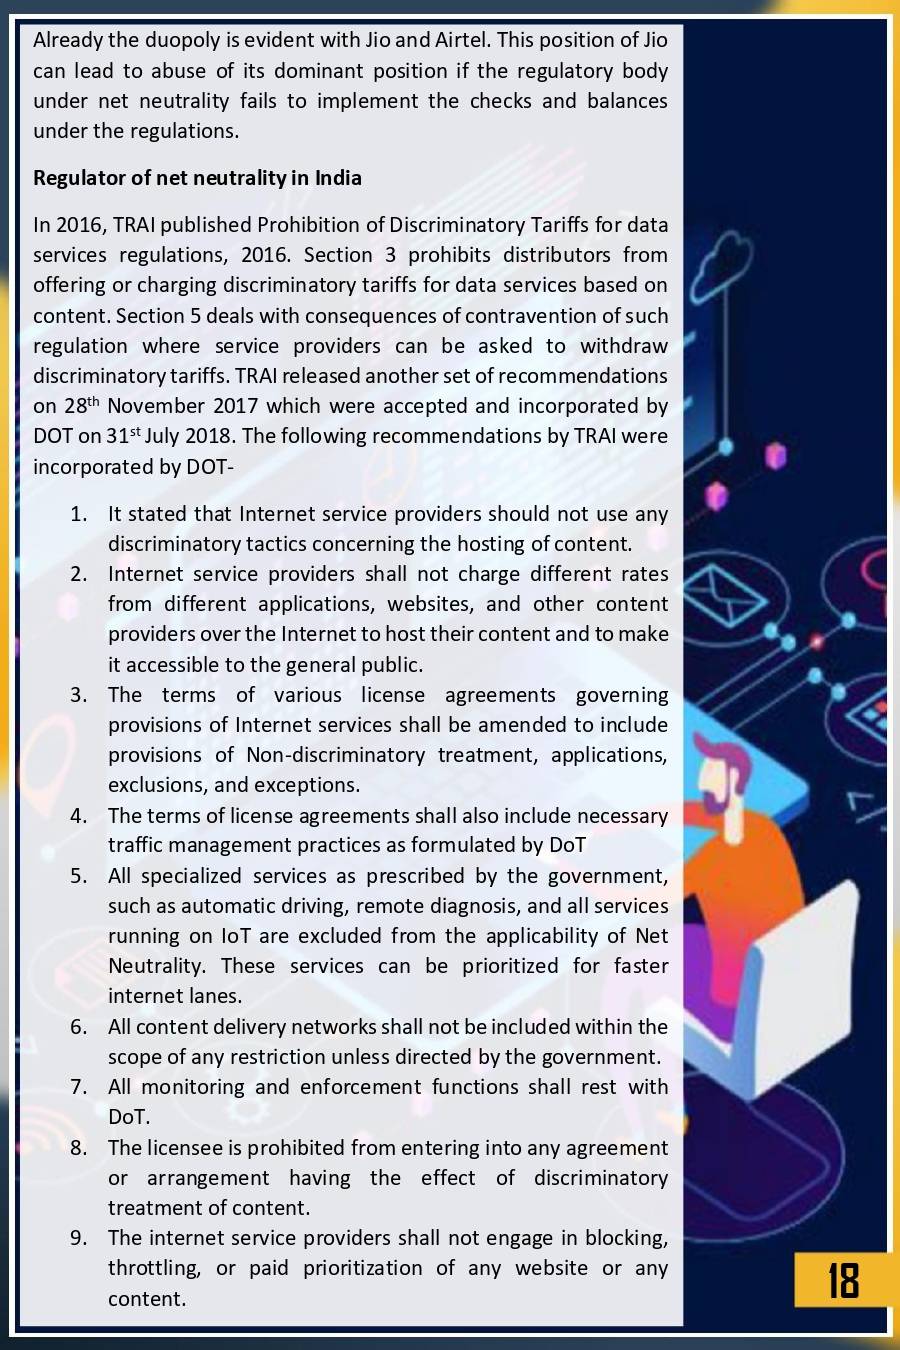 Already the duopoly is evident with Jio and Airtel. This position of Jio
can lead to abuse of its dominant position if the regulatory body
under net neutrality fails to implement the checks and balances
under the regulations.
Regulator of net neutrality in India
In 2016, TRAI published Prohibition of Discriminatory Tariffs for data
services regulations, 2016. Section 3 prohibits distributors from
offering or charging discriminatory tariffs for data services based on
content. Section 5 deals with consequences of contravention of such
regulation where service providers can be asked to withdraw
discriminatory tariffs. TRAI released another set of recommendations
on 28th November 2017 which were accepted and incorporated by
DOT on 31st July 2018. The following recommendations by TRAI were
incorporated by DOT-
1. It stated that Internet service providers should not use any
discriminatory tactics concerning the hosting of content.
2. Internet service providers shall not charge different rates
from different applications, websites, and other content
providers over the Internet to host their content and to make
it accessible to the general public.
3. The terms of various license agreements governing
provisions of Internet services shall be amended to include
provisions of Non-discriminatory treatment, applications,
exclusions, and exceptions.
4. The terms of license agreements shall also include necessary
traffic management practices as formulated by DoT
5. All specialized services as prescribed by the government,
such as automatic driving, remote diagnosis, and all services
running on IoT are excluded from the applicability of Net
Neutrality. These services can be prioritized for faster
internet lanes.
6. All content delivery networks shall not be included within the
scope of any restriction unless directed by the government.
7. All monitoring and enforcement functions shall rest with
DoT.
8. The licensee is prohibited from entering into any agreement
or arrangement having the effect of discriminatory
treatment of content.
9. The internet service providers shall not engage in blocking,
throttling, or paid prioritization of any website or any
content.
18